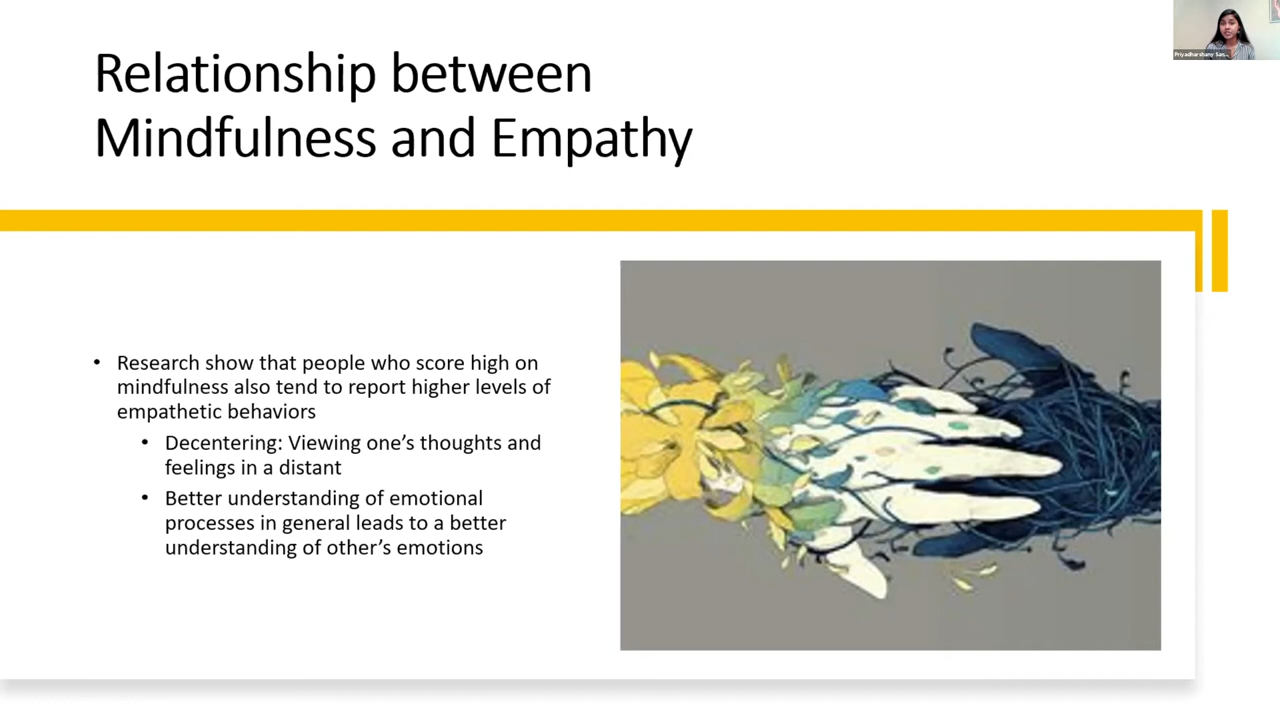 Relationship between
Mindfulness and Empathy
• Research show that people who score high on
mindfulness also tend to report higher levels of
empathetic behaviors
• Decentering: Viewing one’s thoughts and
feelings in a distant
• Better understanding of emotional
processes in general leads to a better
understanding of other’s emotions
Priyadharshany San...